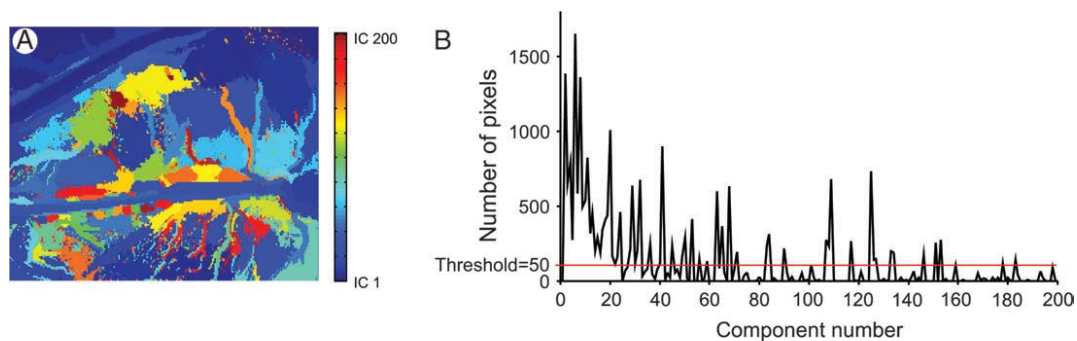 A
IC 200
IC 1
B
Number of pixels
1500
1000
500
Threshold=50
0
0 20 40 60 80 100 120 140 160 180 200
Component number